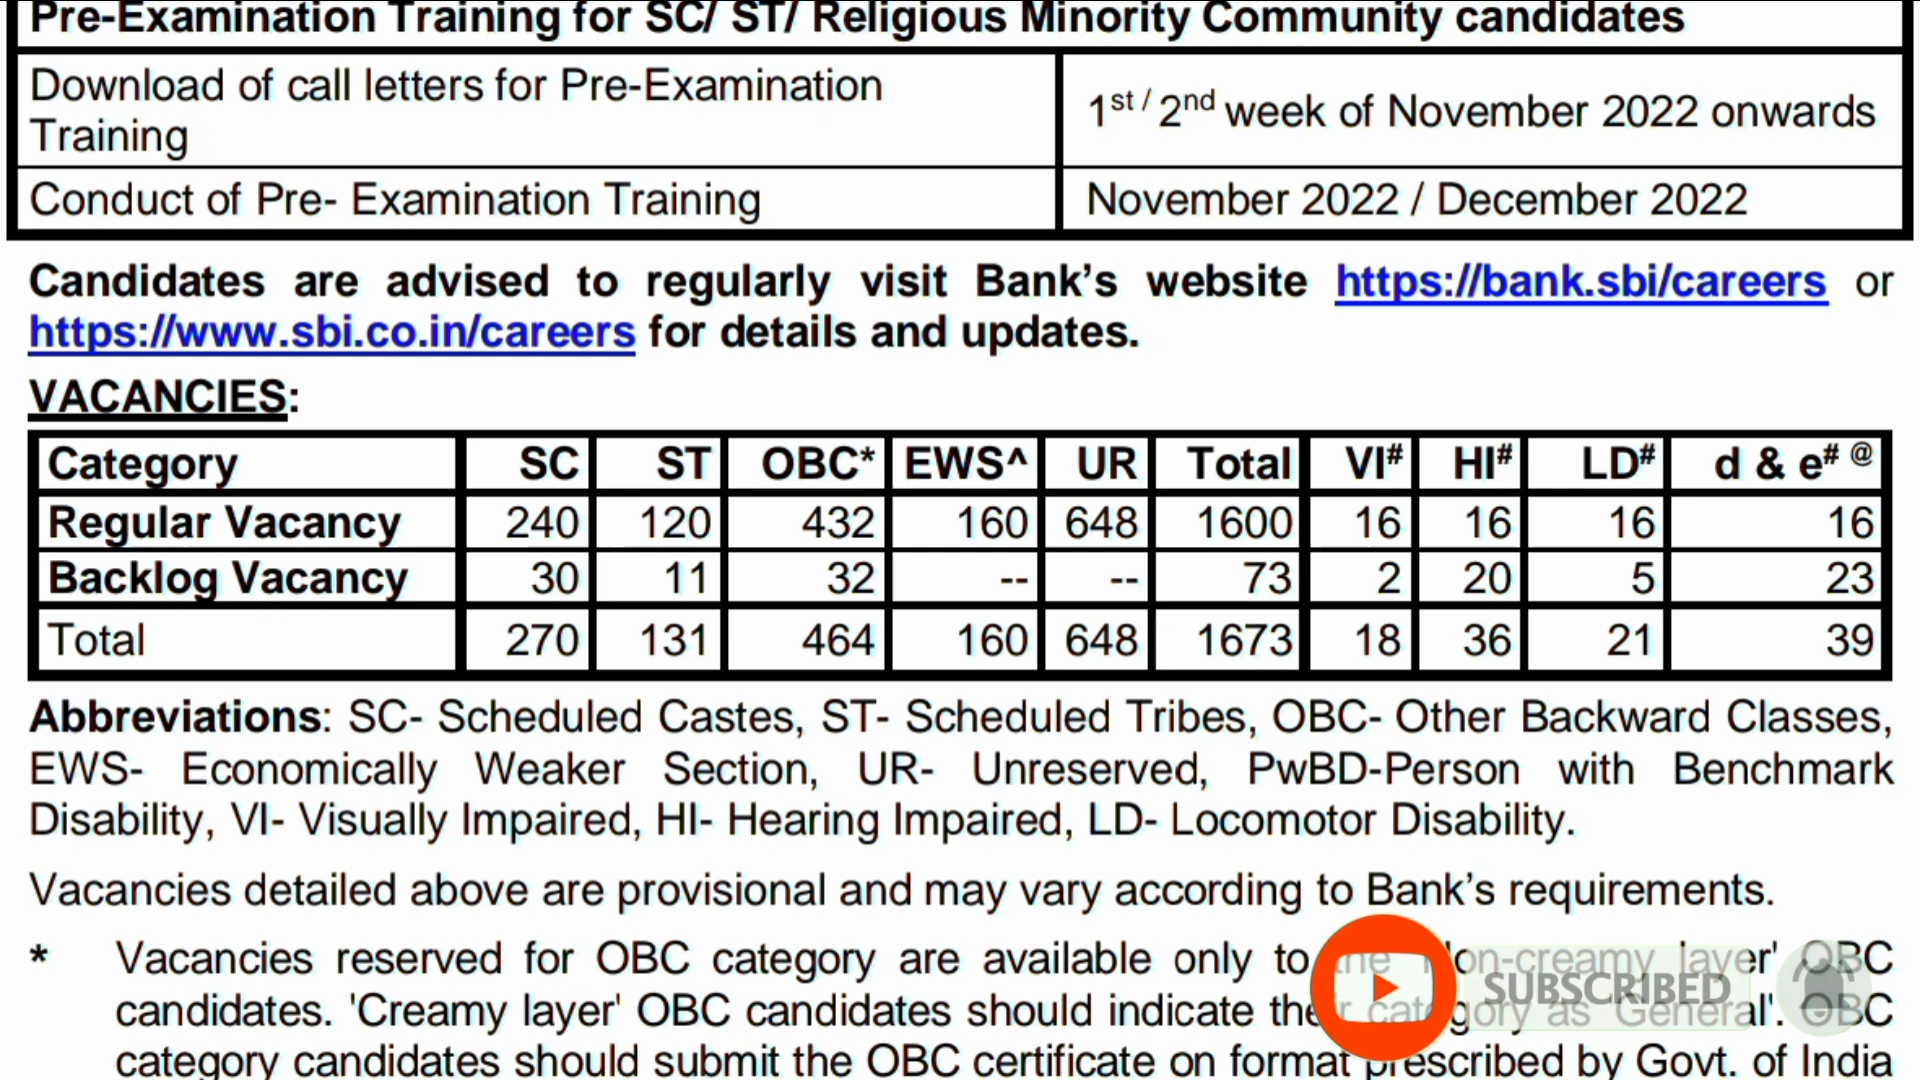 Pre-Examination Training for SC/ ST/ Religious Minority Community candidates
Download of call letters for Pre-Examination Training 1st / 2nd week of November 2022 onwards
Conduct of Pre- Examination Training November 2022 / December 2022
Candidates are advised to regularly visit Bank's website https://bank.sbi/careers or
https://www.sbi.co.in/careers for details and updates.
VACANCIES:
Category SC ST OBC* EWS^ UR Total VI# HI# LD# d & e# @
Regular Vacancy 240 120 432 160 648 1600 16 16 16 16
Backlog Vacancy 30 11 32 -- -- 73 2 20 5 23
Total 270 131 464 160 648 1673 18 36 21 39
Abbreviations: SC- Scheduled Castes, ST- Scheduled Tribes, OBC- Other Backward Classes,
EWS- Economically Weaker Section, UR- Unreserved, PwBD-Person with Benchmark
Disability, VI- Visually Impaired, HI- Hearing Impaired, LD- Locomotor Disability.
Vacancies detailed above are provisional and may vary according to Bank's requirements.
* Vacancies reserved for OBC category are available only to the 'Non-creamy layer' OBC
candidates. 'Creamy layer' OBC candidates should indicate their category as 'General'. OBC
category candidates should submit the OBC certificate on format prescribed by Govt. of India
SUBSCRIBED